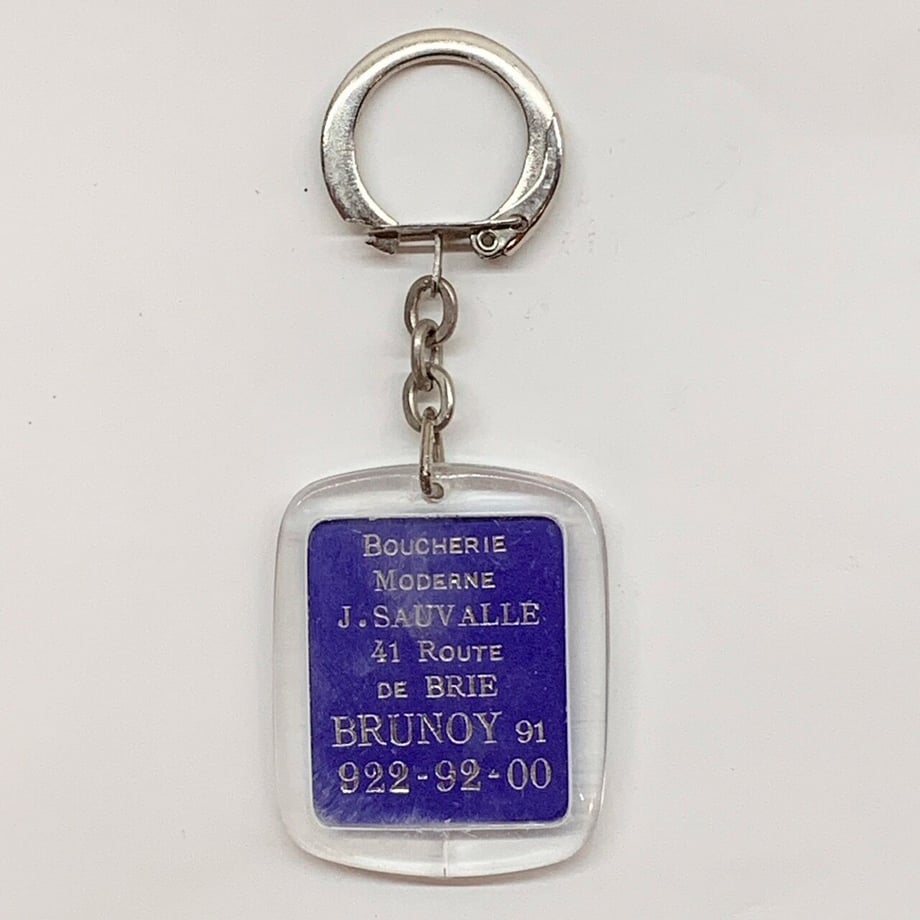 BOUCHERIE
MODERNE
J. SAUVALLE
41 ROUTE
DE BRIE
BRUNOY 91
922-92-00